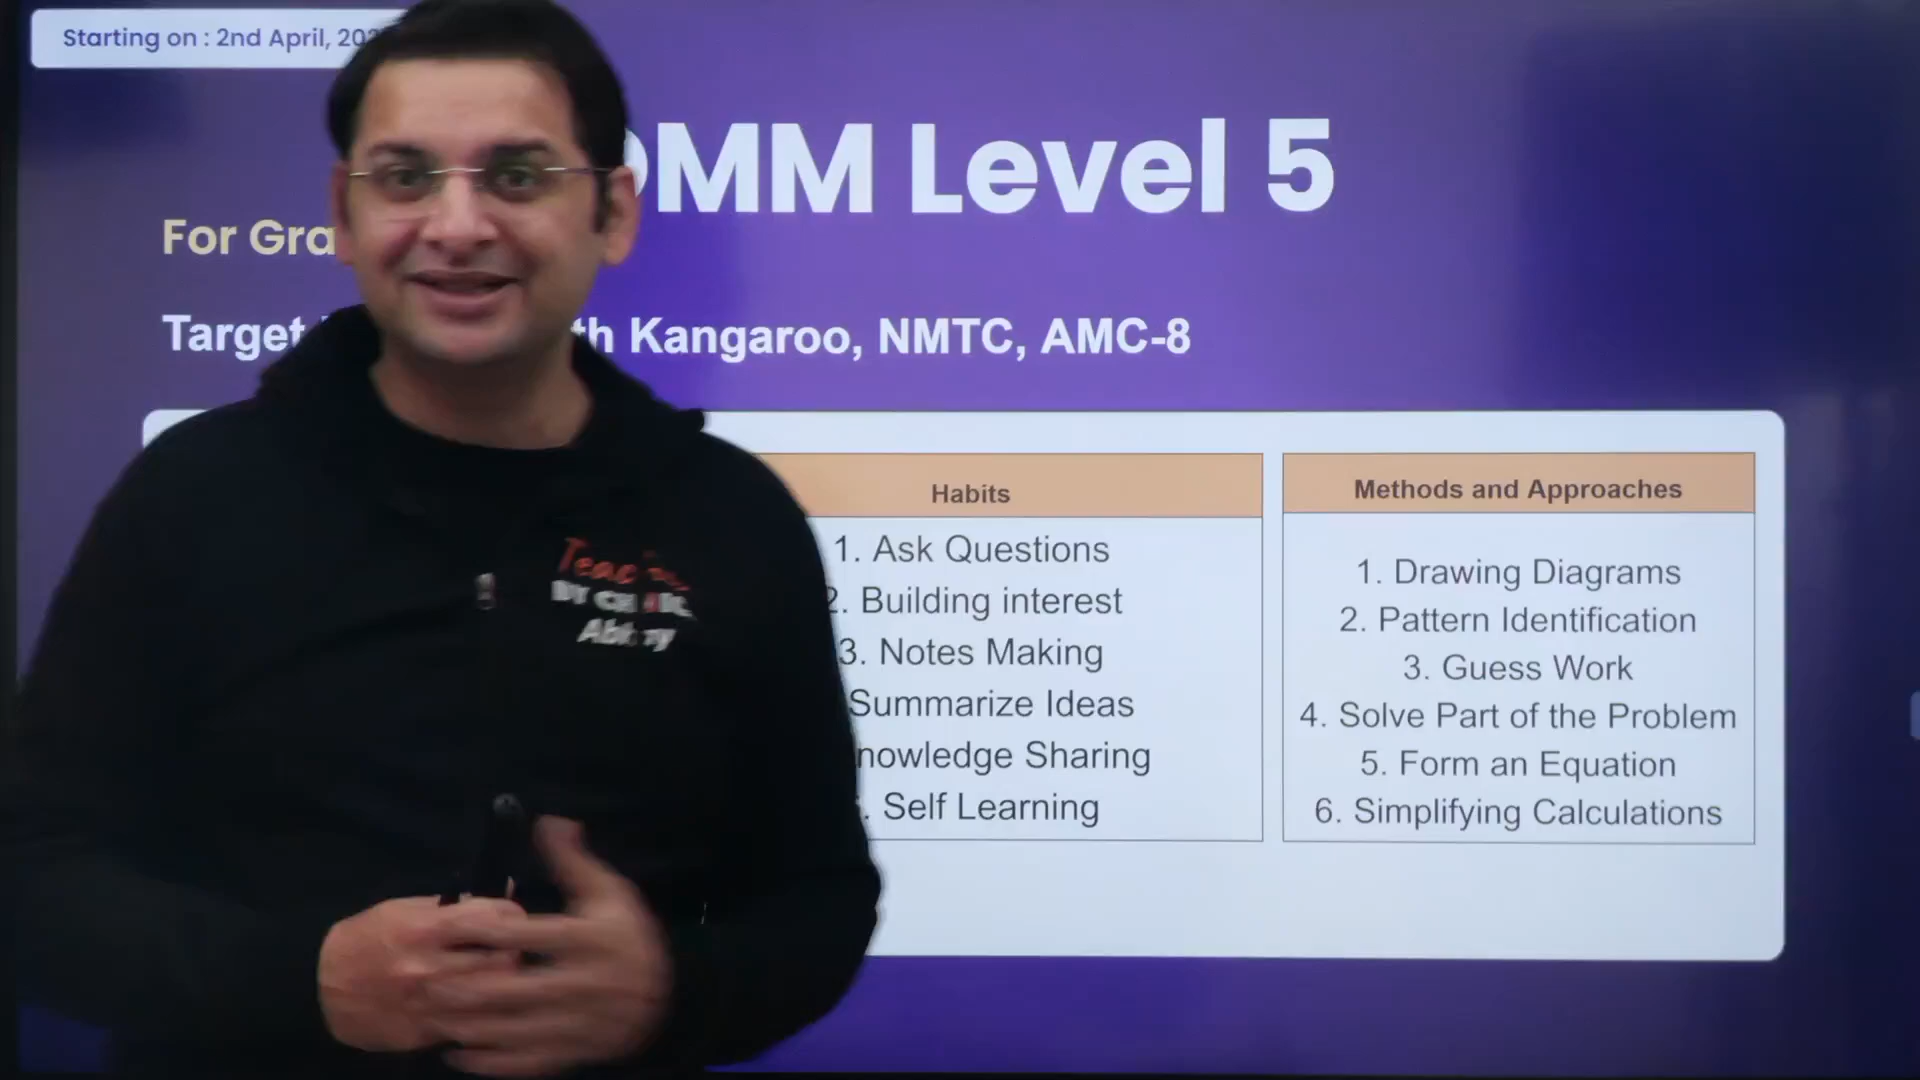 Starting on : 2nd April,
MM Level 5
For
Target Kangaroo, NMTC, AMC-8
Habits
1. Ask Questions
2. Building interest
3. Notes Making
Summarize Ideas
Sharing
Self Learning
Methods and Approaches
1. Drawing Diagrams
2. Pattern Identification
3. Guess Work
4. Solve Part of the Problem
5. Form an Equation
6. Simplifying Calculations